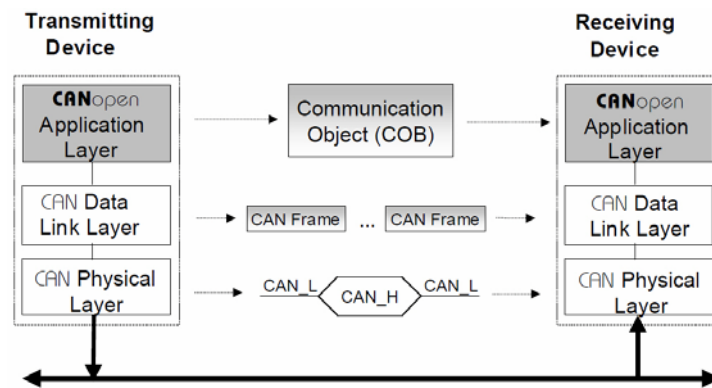 Transmitting
Device
Receiving
Device
CANopen
Application
Layer
Communication
Object (COB)
CANopen
Application
Layer
CAN Data
Link Layer
CAN Frame
...
CAN Frame
CAN Data
Link Layer
CAN Physical
Layer
CAN_L
CAN_H
CAN_L
CAN Physical
Layer